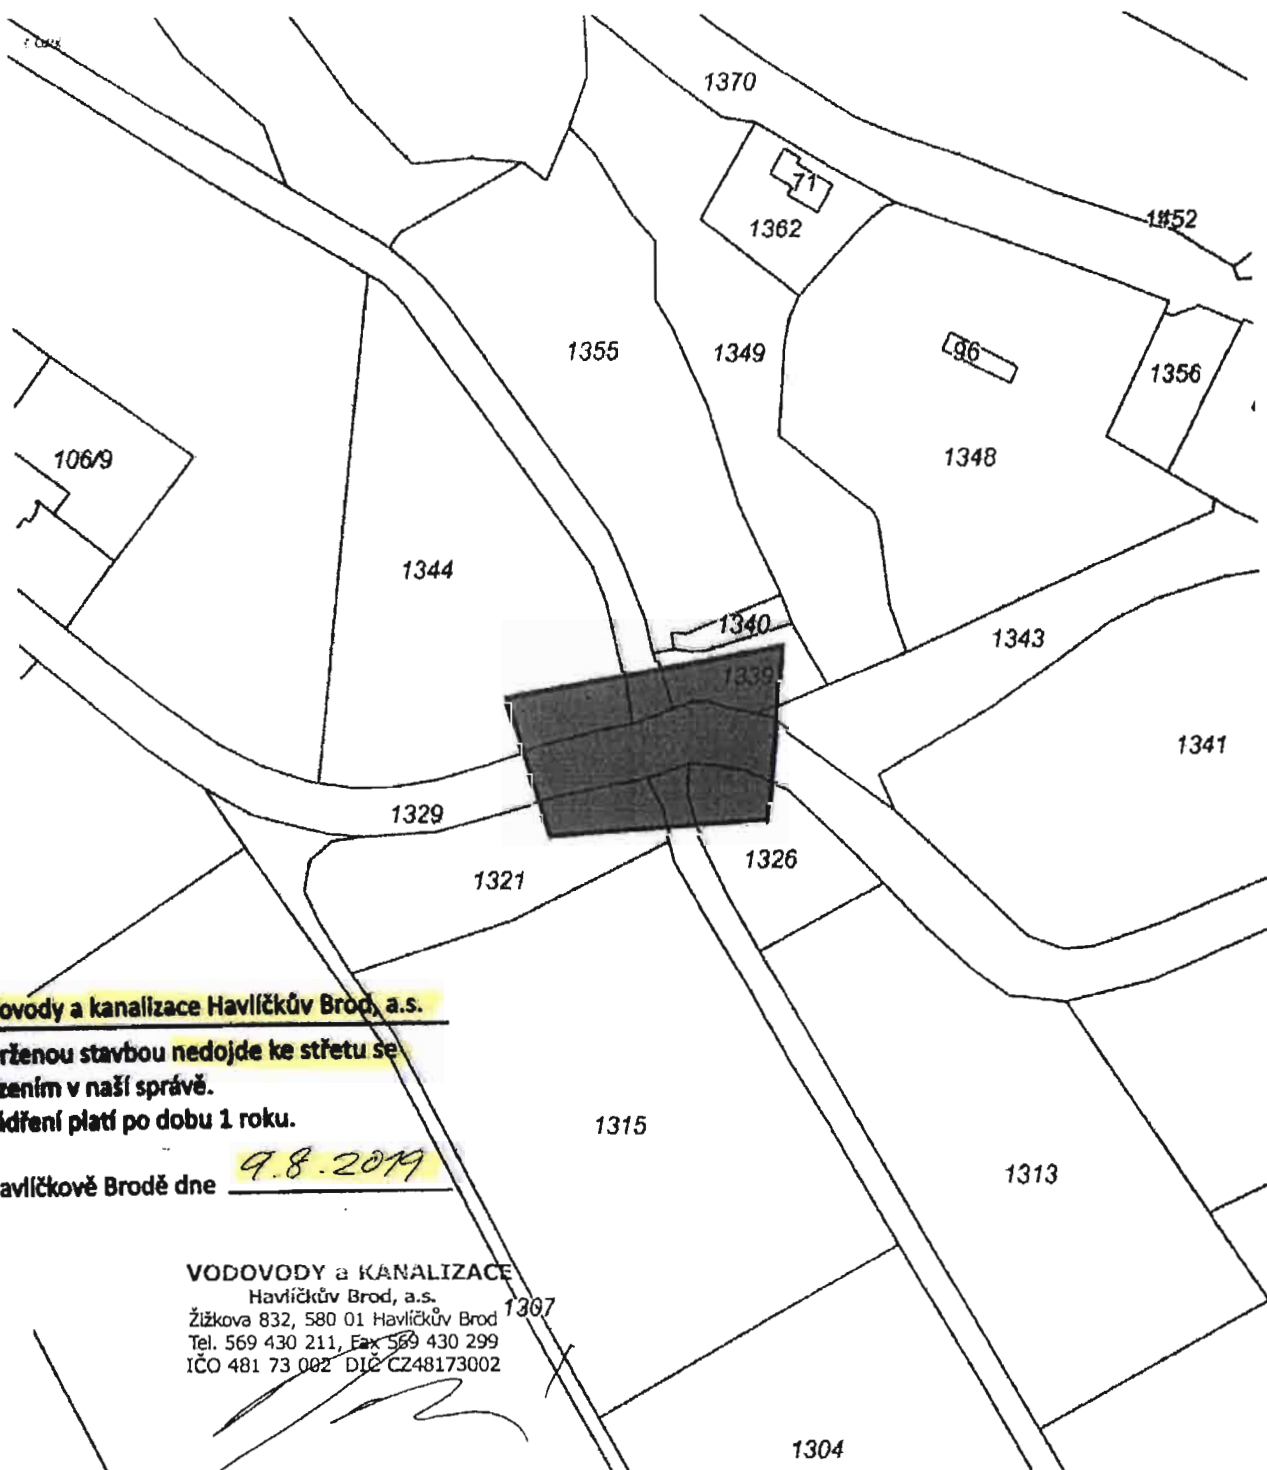 1370
71
1362
1452
1355
1349
96
1356
106/9
1348
1344
1340
1343
1339
1341
1329
1326
1321
ovody a kanalizace Havlíčkův Brod, a.s.
rženou stavbou nedojde ke střetu se
zením v naší správě.
ádření platí po dobu 1 roku.
1315
avlíčkově Brodě dne 9.8.2019
1313
VODOVODY a KANALIZACE
Havlíčkův Brod, a.s.
1307
Žižkova 832, 580 01 Havlíčkův Brod
Tel. 569 430 211, Fax 569 430 299
IČO 481 73 002 DIČ CZ48173002
1304